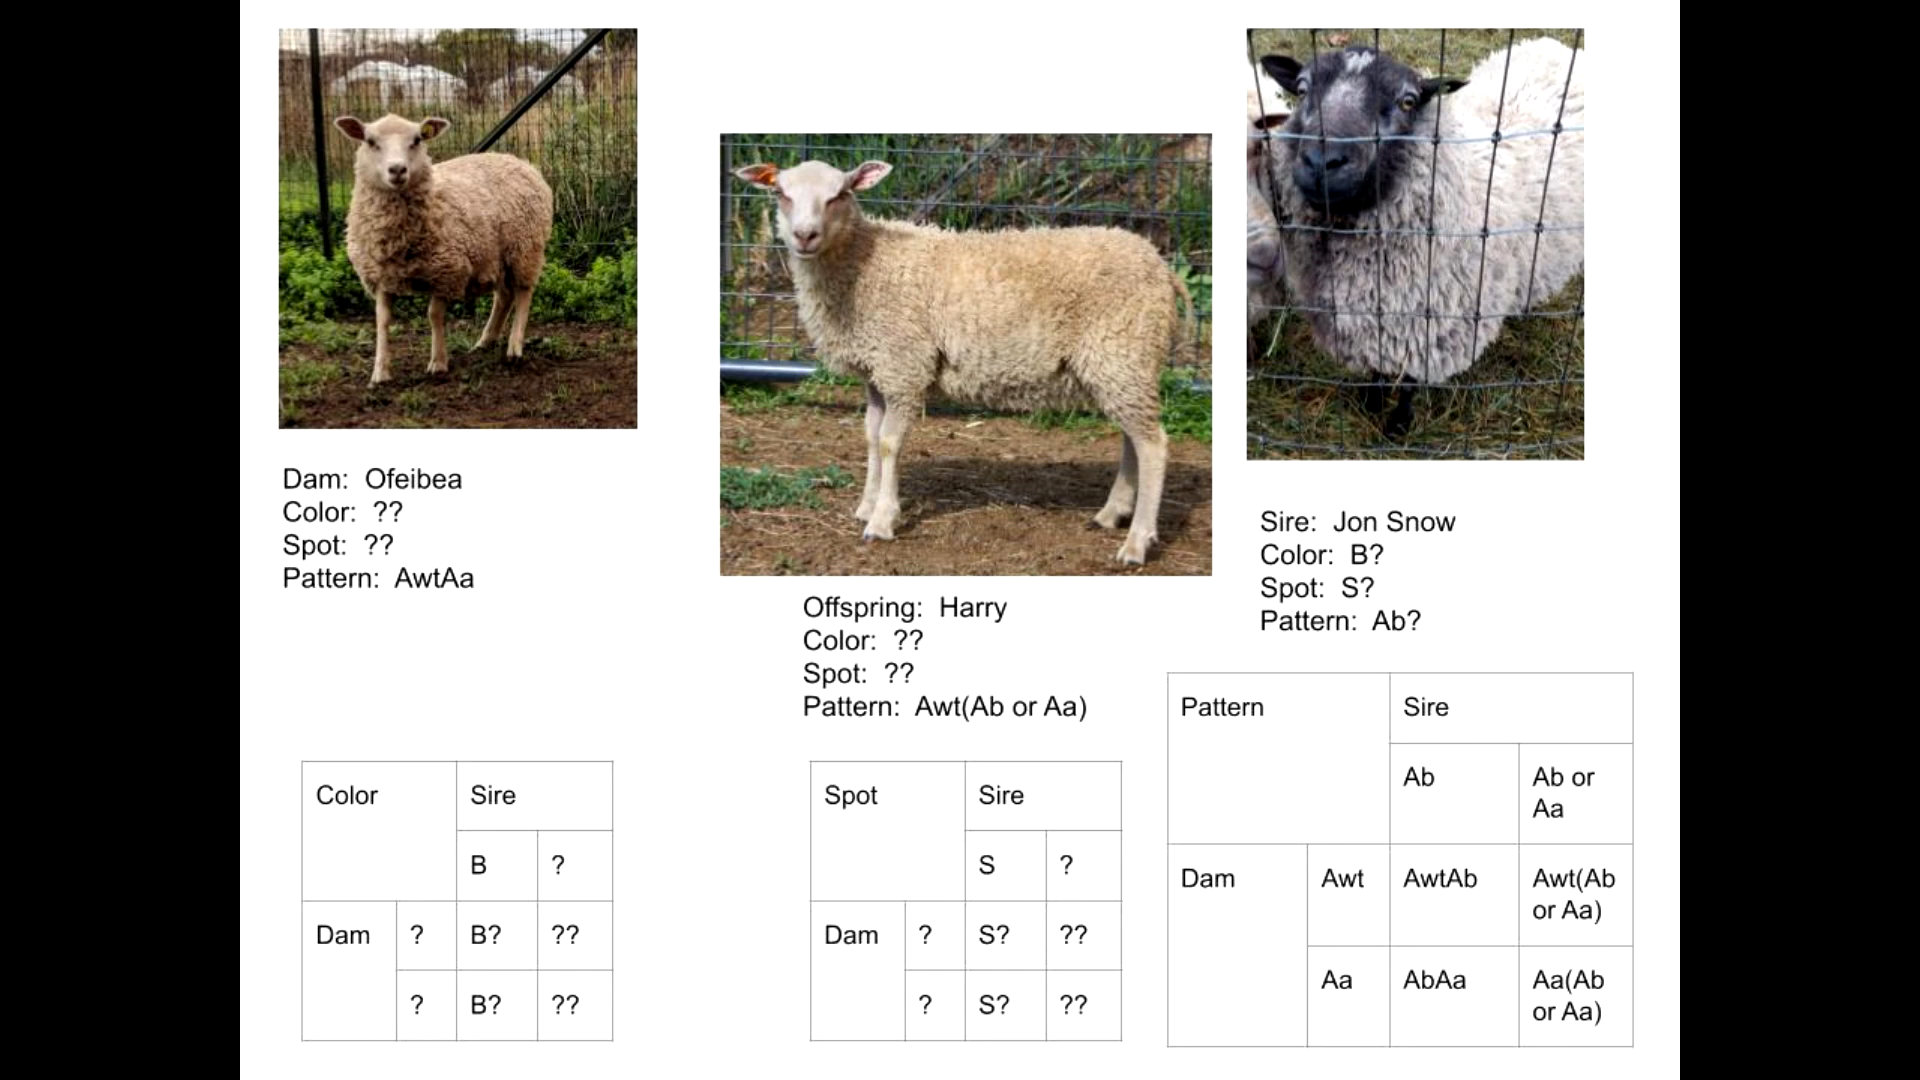 Dam: Ofeibea
Color: ??
Spot: ??
Pattern: AwtAa
Offspring: Harry
Color: ??
Spot: ??
Pattern: Awt(Ab or Aa)
Sire: Jon Snow
Color: B?
Spot: S?
Pattern: Ab?
Color Sire
B ?
Dam ? B? ??
? B? ??
Spot Sire
S ?
Dam ? S? ??
? S? ??
Pattern Sire
Ab Ab or
Aa
Dam Awt AwtAb Awt(Ab
or Aa)
Aa AbAa Aa(Ab
or Aa)